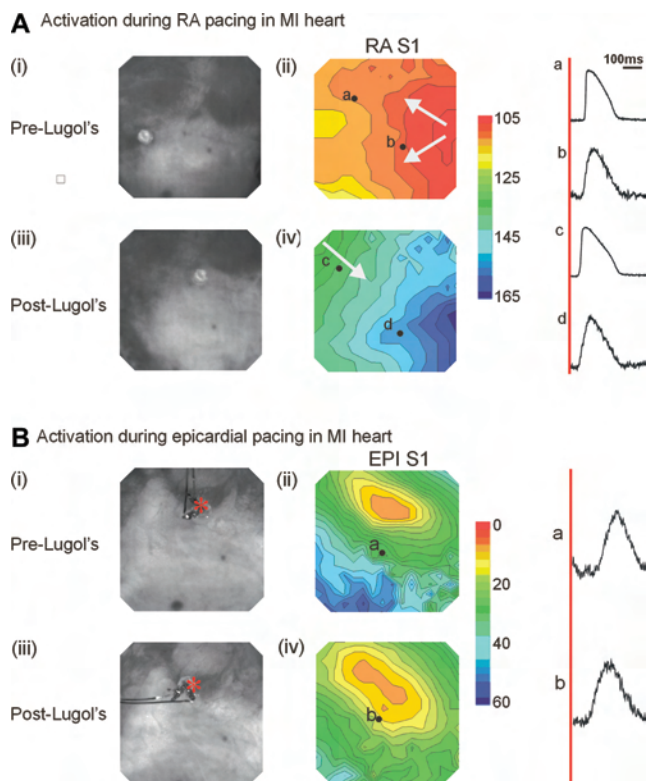 A Activation during RA pacing in MI heart
(i)
(ii)
RA S1
100ms
Pre-Lugol's
a
b
105
125
145
165
a
b
c
d
(iii)
(iv)
Post-Lugol's
c
d
B Activation during epicardial pacing in MI heart
(i)
(ii)
EPI S1
Pre-Lugol's
a
0
20
40
60
a
b
(iii)
(iv)
Post-Lugol's
b